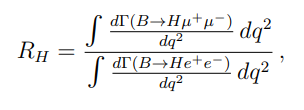 R_H = \frac{\int \frac{d\Gamma(B \to H\mu^+\mu^-)}{dq^2} dq^2}{\int \frac{d\Gamma(B \to He^+e^-)}{dq^2} dq^2} ,